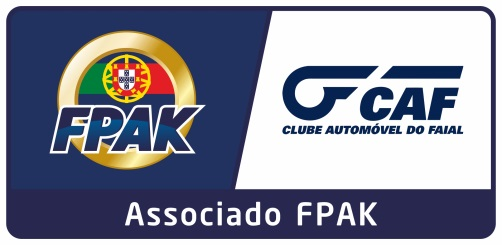 FPAK
CAF
CLUBE AUTOMÓVEL DO FAIAL
Associado FPAK